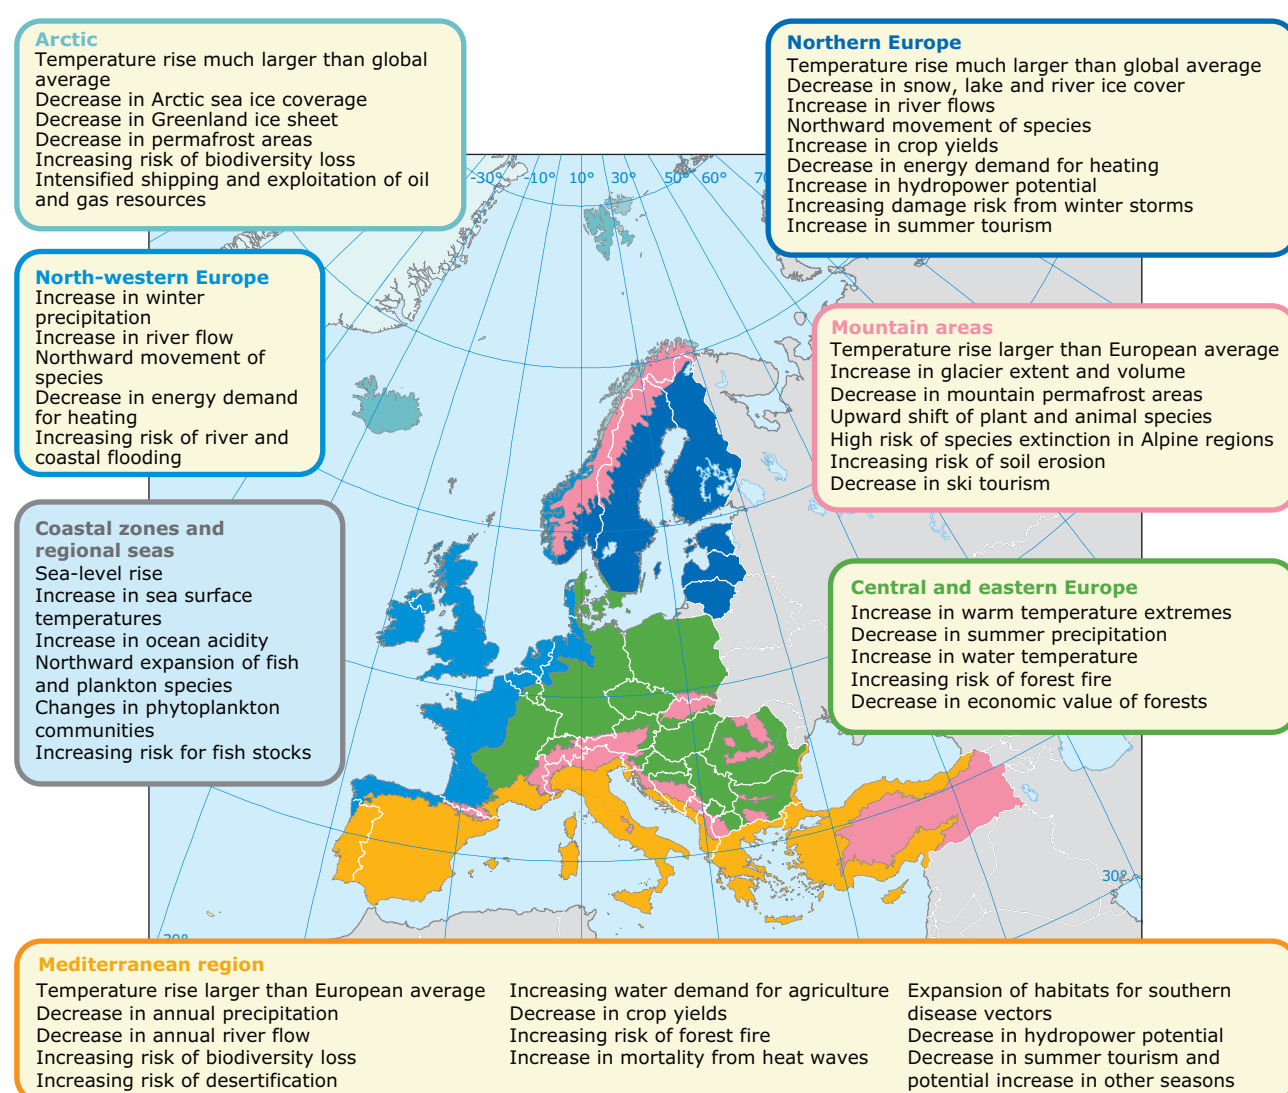 Arctic
Temperature rise much larger than global
average
Decrease in Arctic sea ice coverage
Decrease in Greenland ice sheet
Decrease in permafrost areas
Increasing risk of biodiversity loss
Intensified shipping and exploitation of oil
and gas resources
Northern Europe
Temperature rise much larger than global average
Decrease in snow, lake and river ice cover
Increase in river flows
Northward movement of species
Increase in crop yields
Decrease in energy demand for heating
Increase in hydropower potential
Increasing damage risk from winter storms
Increase in summer tourism
-30° -10° 10° 30° 50° 60°
North-western Europe
Increase in winter
precipitation
Increase in river flow
Northward movement of
species
Decrease in energy demand
for heating
Increasing risk of river and
coastal flooding
Mountain areas
Temperature rise larger than European average
Increase in glacier extent and volume
Decrease in mountain permafrost areas
Upward shift of plant and animal species
High risk of species extinction in Alpine regions
Increasing risk of soil erosion
Decrease in ski tourism
Coastal zones and
regional seas
Sea-level rise
Increase in sea surface
temperatures
Increase in ocean acidity
Northward expansion of fish
and plankton species
Changes in phytoplankton
communities
Increasing risk for fish stocks
Central and eastern Europe
Increase in warm temperature extremes
Decrease in summer precipitation
Increase in water temperature
Increasing risk of forest fire
Decrease in economic value of forests
30°
Mediterranean region
Temperature rise larger than European average
Decrease in annual precipitation
Decrease in annual river flow
Increasing risk of biodiversity loss
Increasing risk of desertification
Increasing water demand for agriculture
Decrease in crop yields
Increasing risk of forest fire
Increase in mortality from heat waves
Expansion of habitats for southern
disease vectors
Decrease in hydropower potential
Decrease in summer tourism and
potential increase in other seasons